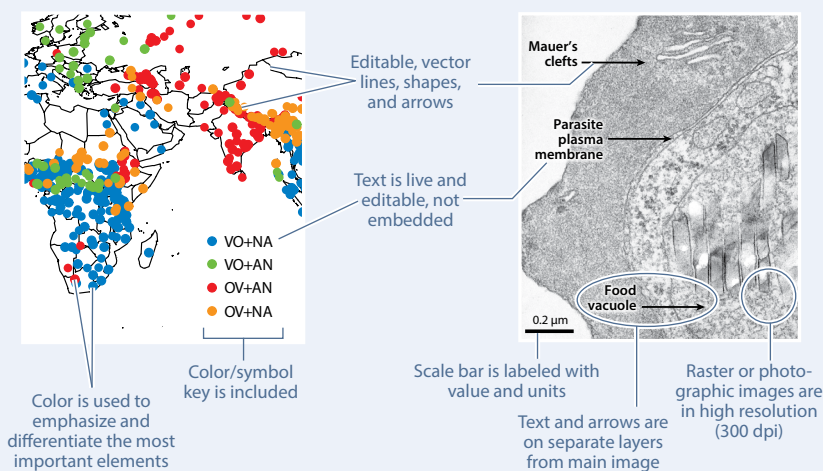 Editable, vector
lines, shapes,
and arrows
Text is live and
editable, not
embedded
VO+NA
VO+AN
OV+AN
OV+NA
Color/symbol
key is included
Color is used to
emphasize and
differentiate the most
important elements
Mauer’s
clefts
Parasite
plasma
membrane
Food
vacuole
0.2 μm
Scale bar is labeled with
value and units
Text and arrows are
on separate layers
from main image
Raster or photo-
graphic images are
in high resolution
(300 dpi)